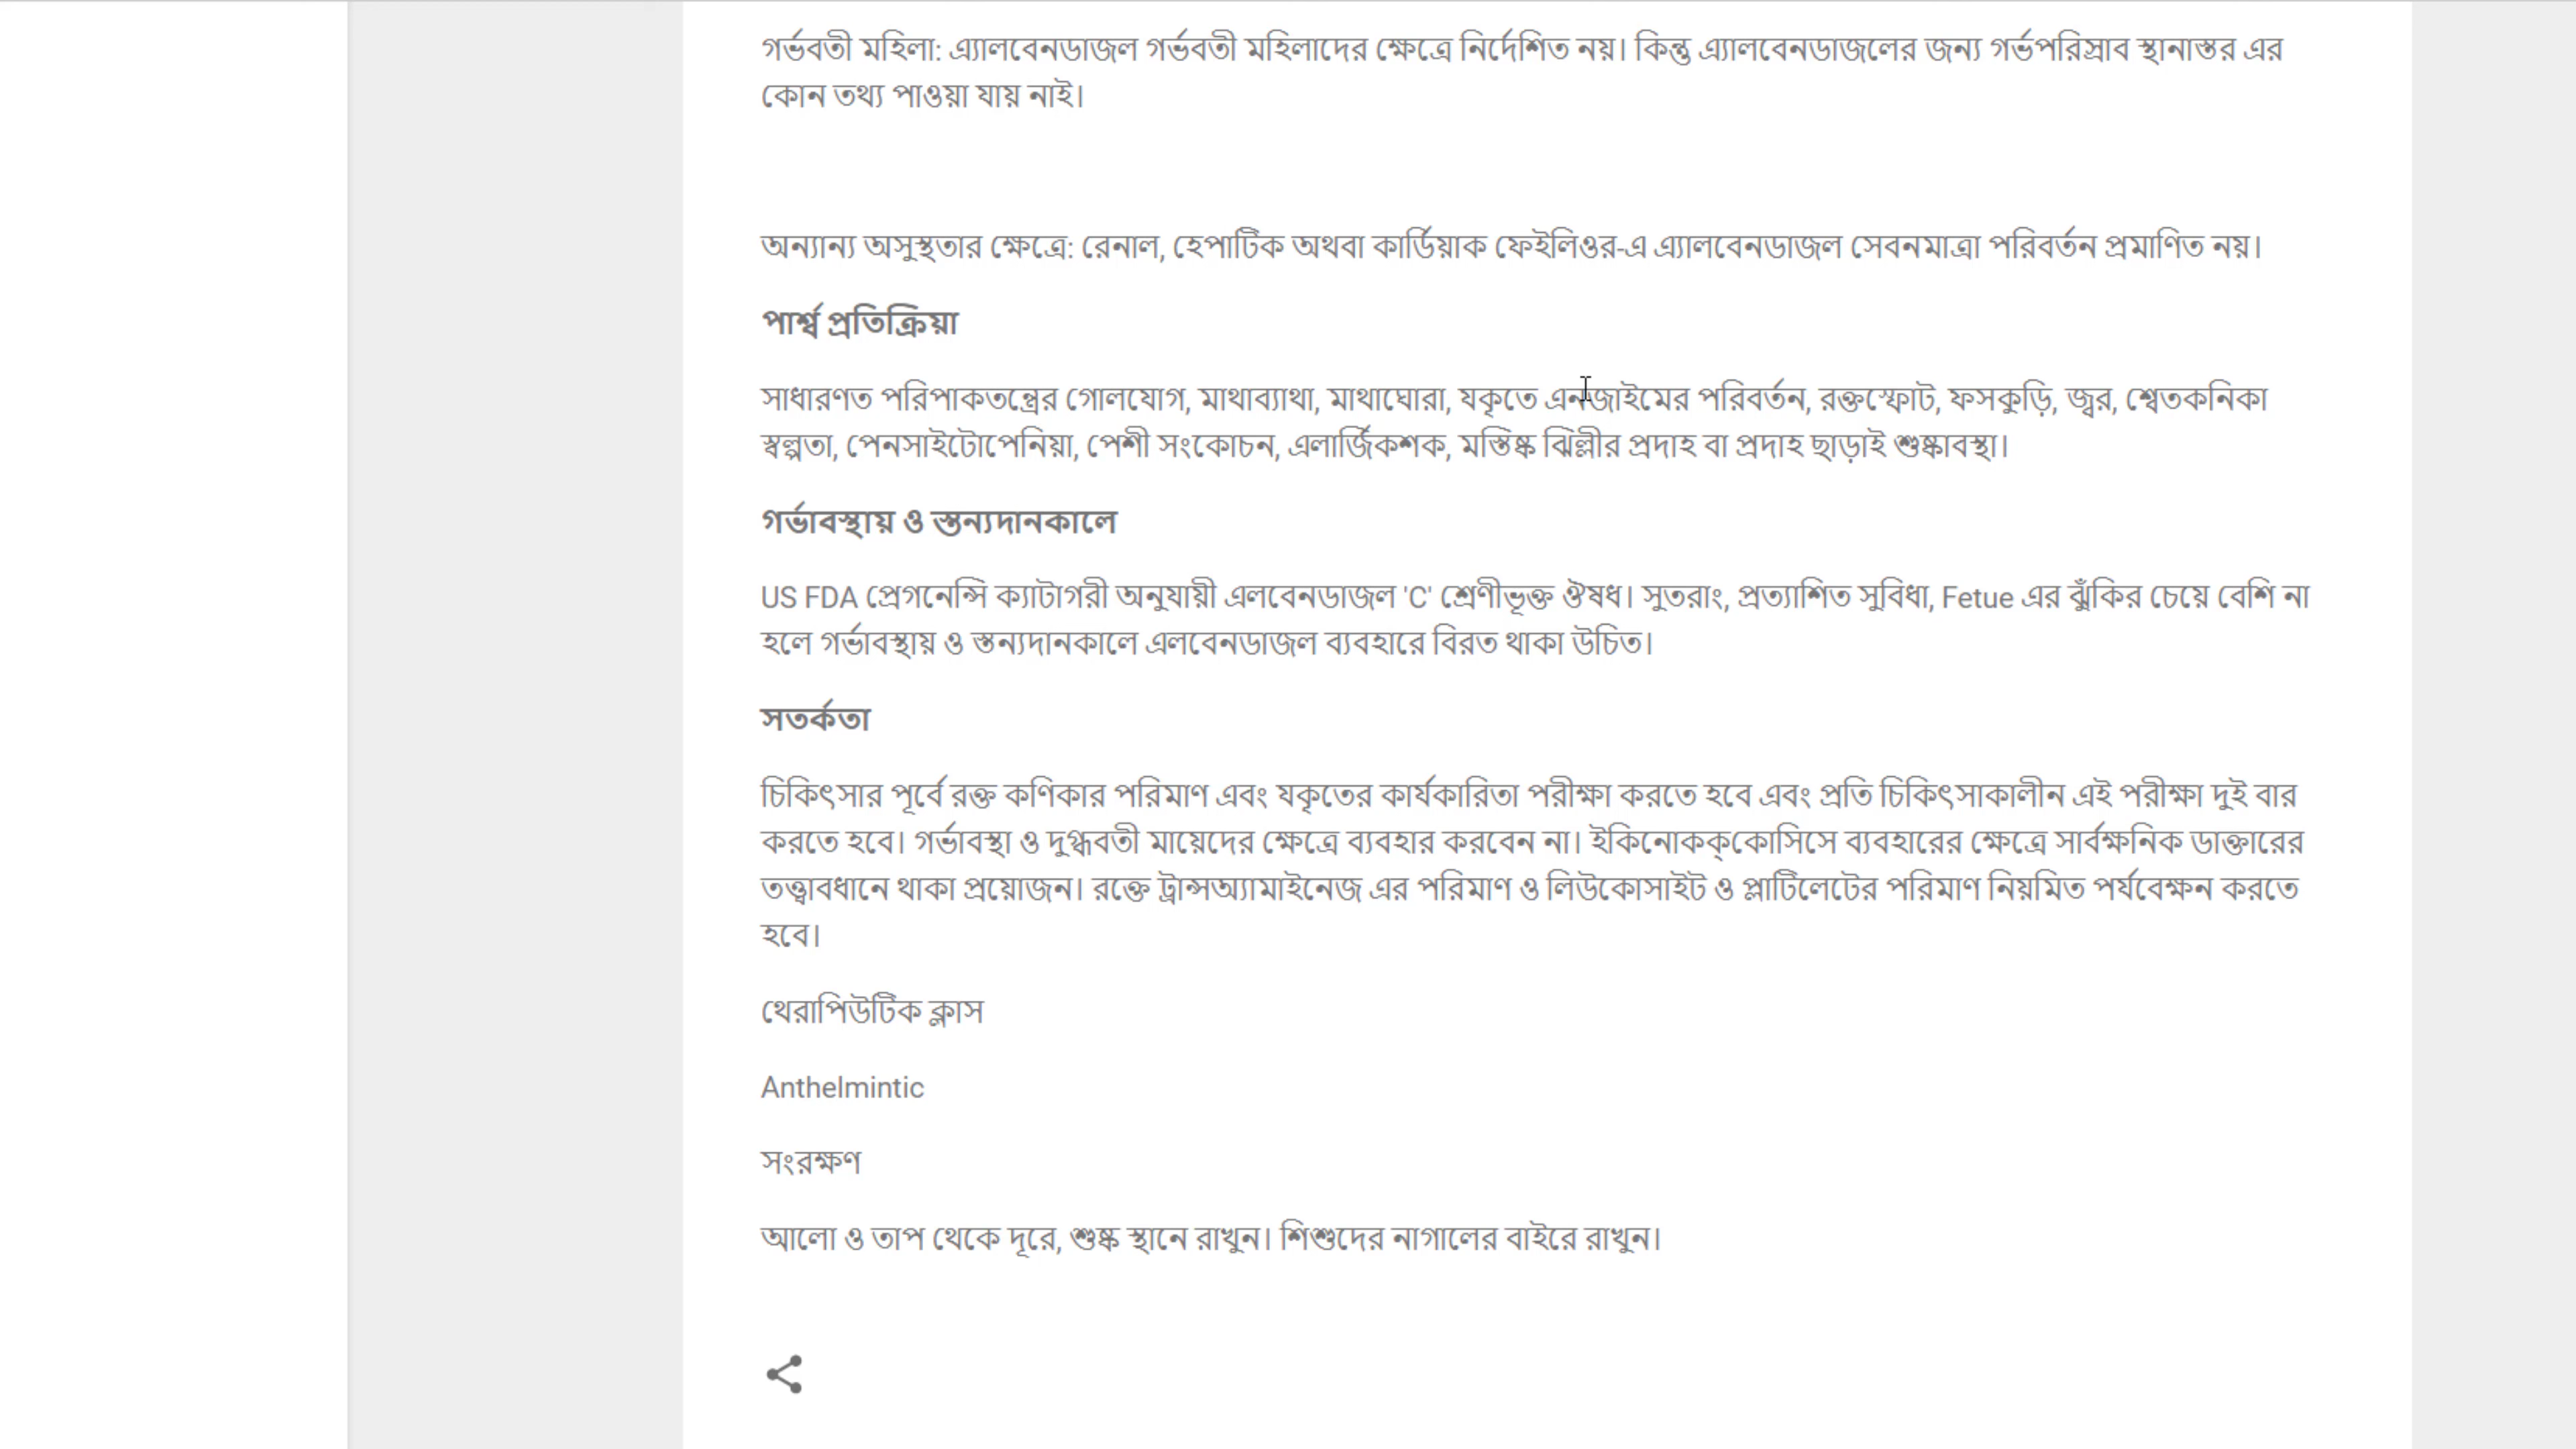 গর্ভবতী মহিলা: এ্যালবেনডাজল গর্ভবতী মহিলাদের ক্ষেত্রে নির্দেশিত নয়। কিন্তু এ্যালবেনডাজলের জন্য গর্ভপরিস্রাব স্থানাস্তর এর
কোন তথ্য পাওয়া যায় নাই।
অন্যান্য অসুস্থতার ক্ষেত্রে: রেনাল, হেপাটিক অথবা কার্ডিয়াক ফেইলিওর-এ এ্যালবেনডাজল সেবনমাত্রা পরিবর্তন প্রমাণিত নয়।
পার্শ্ব প্রতিক্রিয়া
সাধারণত পরিপাকতন্ত্রের গোলযোগ, মাথাব্যাথা, মাথাঘোরা, যকৃতে এনজাইমের পরিবর্তন, রক্তস্ফোট, ফসকুড়ি, জ্বর, শ্বেতকনিকা
স্বল্পতা, পেনসাইটোপেনিয়া, পেশী সংকোচন, এলার্জিকশক, মস্তিষ্ক ঝিল্লীর প্রদাহ বা প্রদাহ ছাড়াই শুষ্কাবস্থা।
গর্ভাবস্থায় ও স্তন্যদানকালে
US FDA প্রেগনেন্সি ক্যাটাগরী অনুযায়ী এলবেনডাজল 'C' শ্রেণীভূক্ত ঔষধ। সুতরাং, প্রত্যাশিত সুবিধা, Fetue এর ঝুঁকির চেয়ে বেশি না
হলে গর্ভাবস্থায় ও স্তন্যদানকালে এলবেনডাজল ব্যবহারে বিরত থাকা উচিত।
সতর্কতা
চিকিৎসার পূর্বে রক্ত কণিকার পরিমাণ এবং যকৃতের কার্যকারিতা পরীক্ষা করতে হবে এবং প্রতি চিকিৎসাকালীন এই পরীক্ষা দুই বার
করতে হবে। গর্ভাবস্থা ও দুগ্ধবতী মায়েদের ক্ষেত্রে ব্যবহার করবেন না। ইকিনোকক্‌কোসিসে ব্যবহারের ক্ষেত্রে সার্বক্ষনিক ডাক্তারের
তত্ত্বাবধানে থাকা প্রয়োজন। রক্তে ট্রান্সঅ্যামাইনেজ এর পরিমাণ ও লিউকোসাইট ও প্লাটিলেটের পরিমাণ নিয়মিত পর্যবেক্ষন করতে
হবে।
থেরাপিউটিক ক্লাস
Anthelmintic
সংরক্ষণ
আলো ও তাপ থেকে দূরে, শুষ্ক স্থানে রাখুন। শিশুদের নাগালের বাইরে রাখুন।